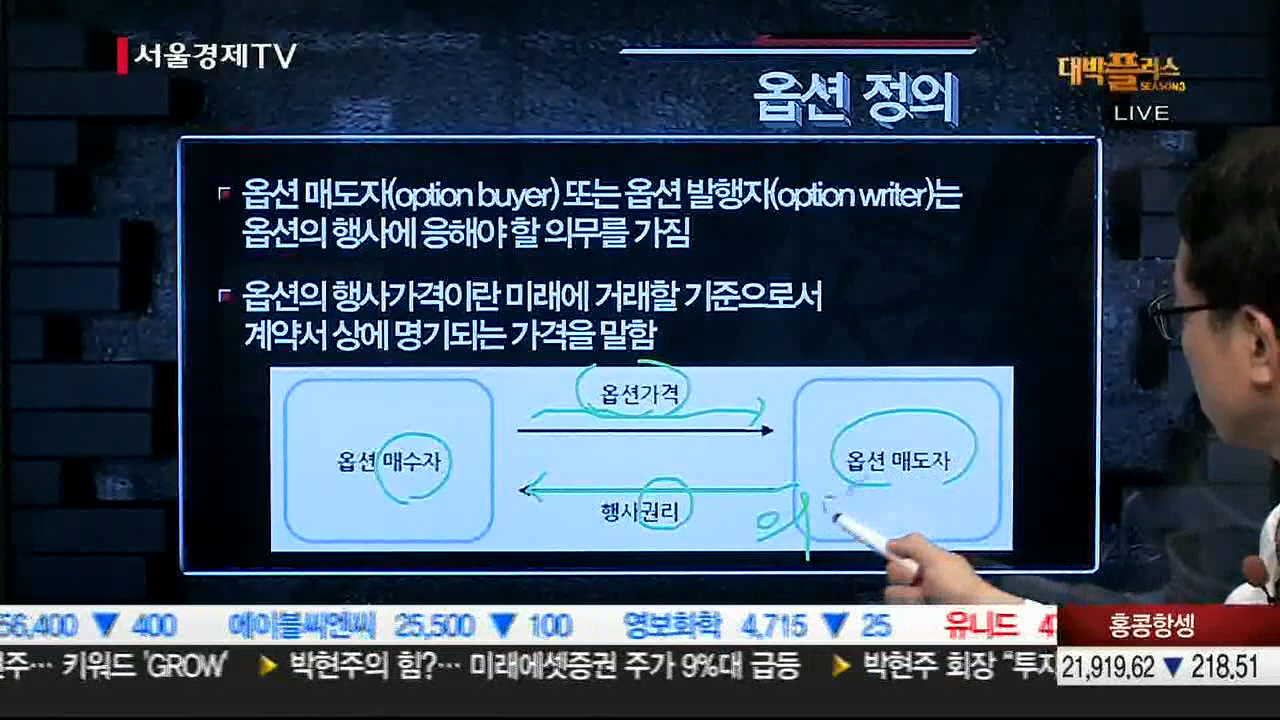 서울경제TV
대박플러스
SEASON3
LIVE
옵션 정의
옵션 매도자(option buyer) 또는 옵션 발행자(option writer)는
옵션의 행사에 응해야 할 의무를 가짐
옵션의 행사가격이란 미래에 거래할 기준으로서
계약서 상에 명기되는 가격을 말함
옵션가격
옵션 매수자
옵션 매도자
행사권리
의
56,400 ▼ 400 에이블씨엔씨 25,500 ▼ 100 영보화학 4,715 ▼ 25 유니드
홍콩항셍
현주… 키워드 'GROW' ▶ 박현주의 힘?… 미래에셋증권 주가 9%대 급등 ▶ 박현주 회장 “투자
21,919.62 ▼ 218.51